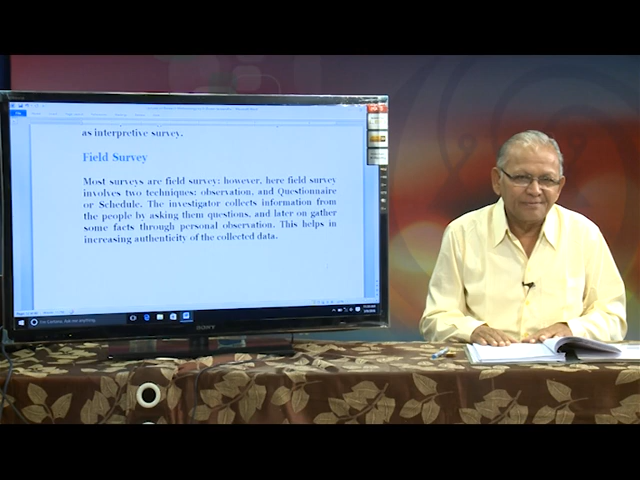 as interpretive survey.
Field Survey
Most surveys are field survey; however, here field survey
involves two techniques: observation, and Questionnaire
or Schedule. The investigator collects information from
the people by asking them questions, and later on gather
some facts through personal observation. This helps in
increasing authenticity of the collected data.
SONY